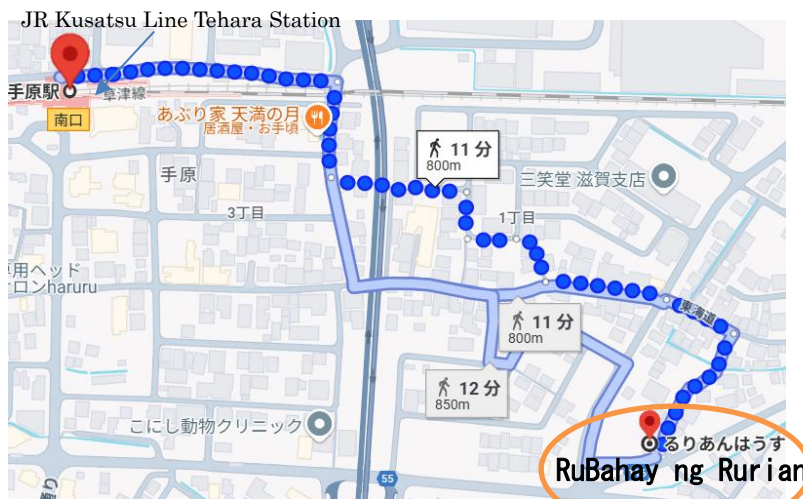 JR Kusatsu Line Tehara Station
手原駅
草津線
南口
あぶり家 天満の月
居酒屋・お手頃
11 分
800m
手原
三笑堂 滋賀支店
3丁目
1丁目
専用ヘッド
サロンharuru
東海道
11 分
800m
12 分
850m
こにし動物クリニック
るりあんはうす
55
RuBahay ng Rurian